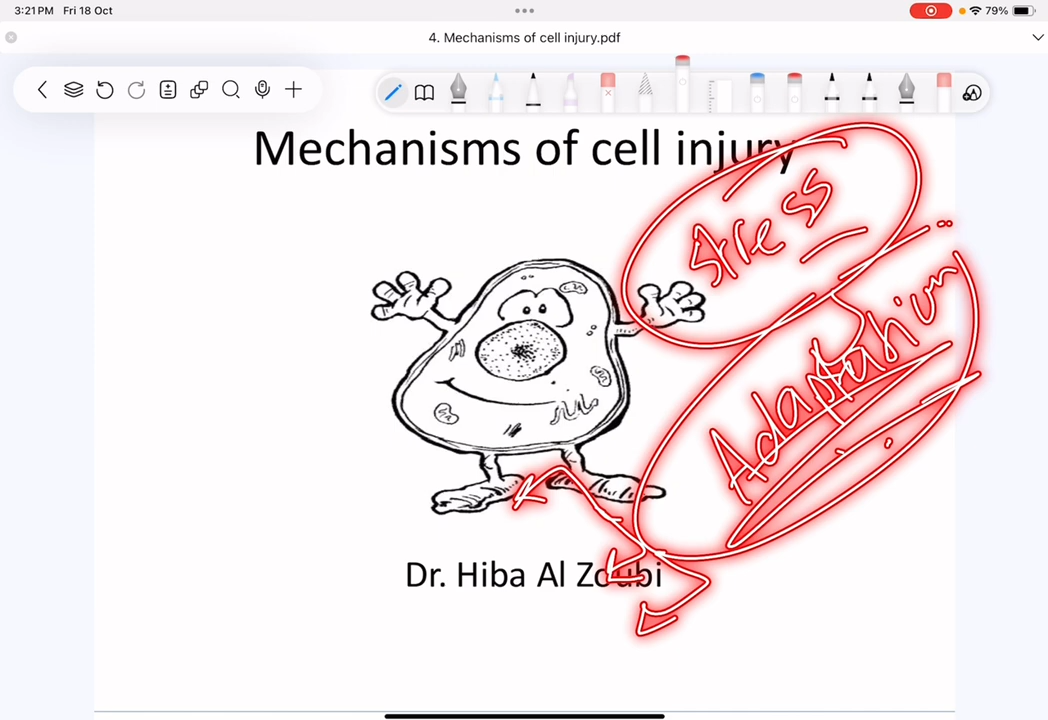 3:21 PM Fri 18 Oct
79%
4. Mechanisms of cell injury.pdf
Mechanisms of cell injury
Stress
Adaptation
Dr. Hiba Al Zoubi